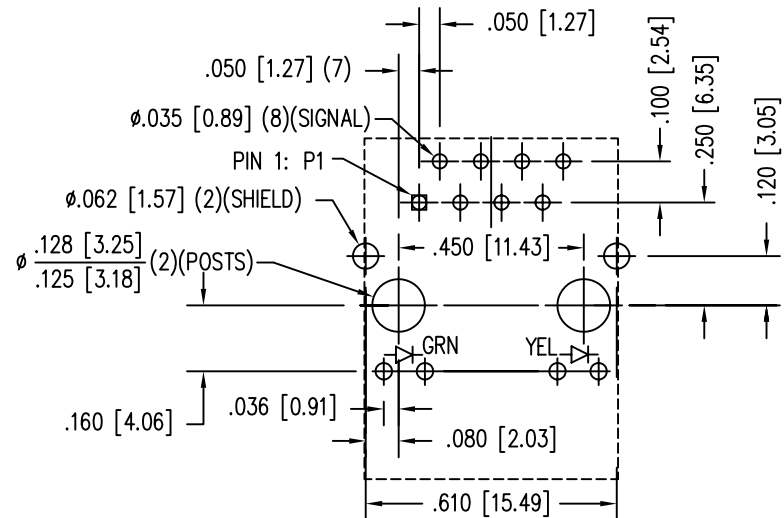 .050 [1.27]
.050 [1.27] (7)
ø.035 [0.89] (8)(SIGNAL)
PIN 1: P1
ø.062 [1.57] (2)(SHIELD)
ø .128 [3.25]
.125 [3.18] (2)(POSTS)
.100 [2.54]
.250 [6.35]
.120 [3.05]
.450 [11.43]
GRN
YEL
.036 [0.91]
.160 [4.06]
.080 [2.03]
.610 [15.49]